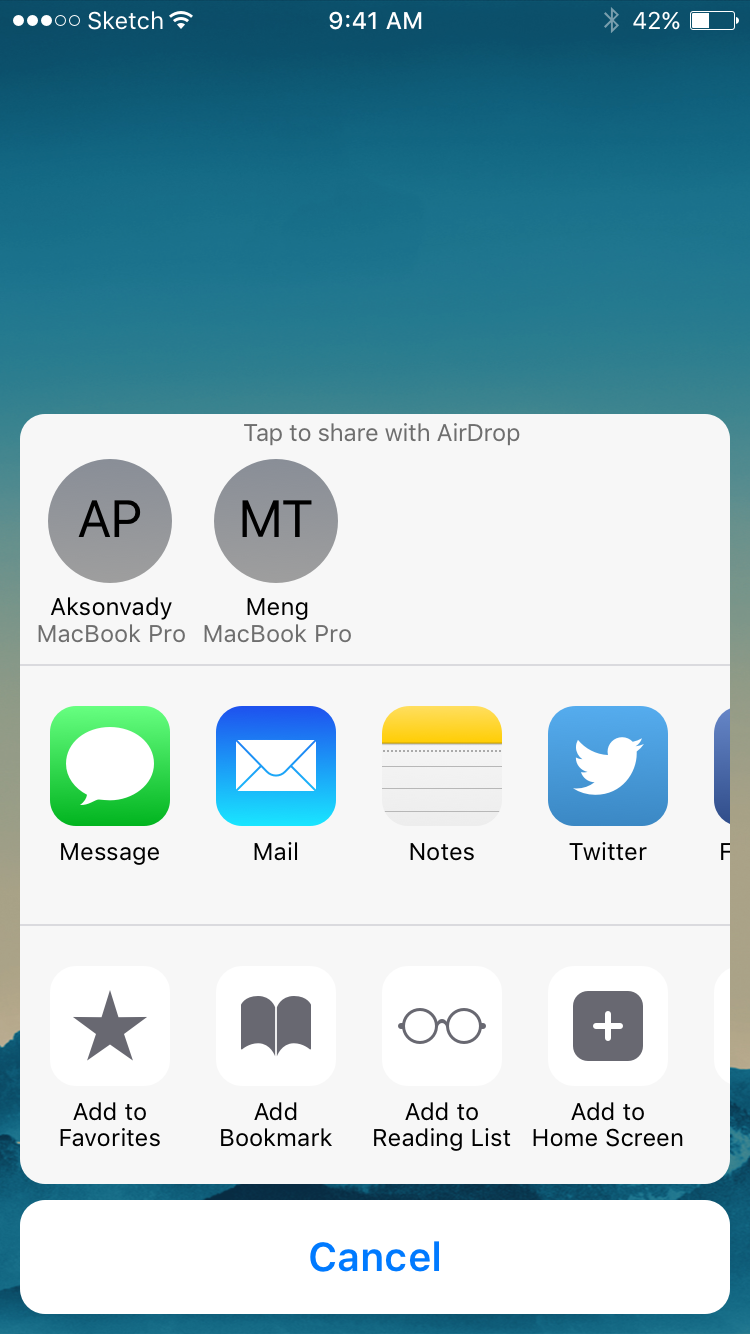 Sketch 9:41 AM 42%
Tap to share with AirDrop
AP MT
Aksonvady Meng
MacBook Pro MacBook Pro
Message Mail Notes Twitter F
Add to Add Add to Add to
Favorites Bookmark Reading List Home Screen
Cancel